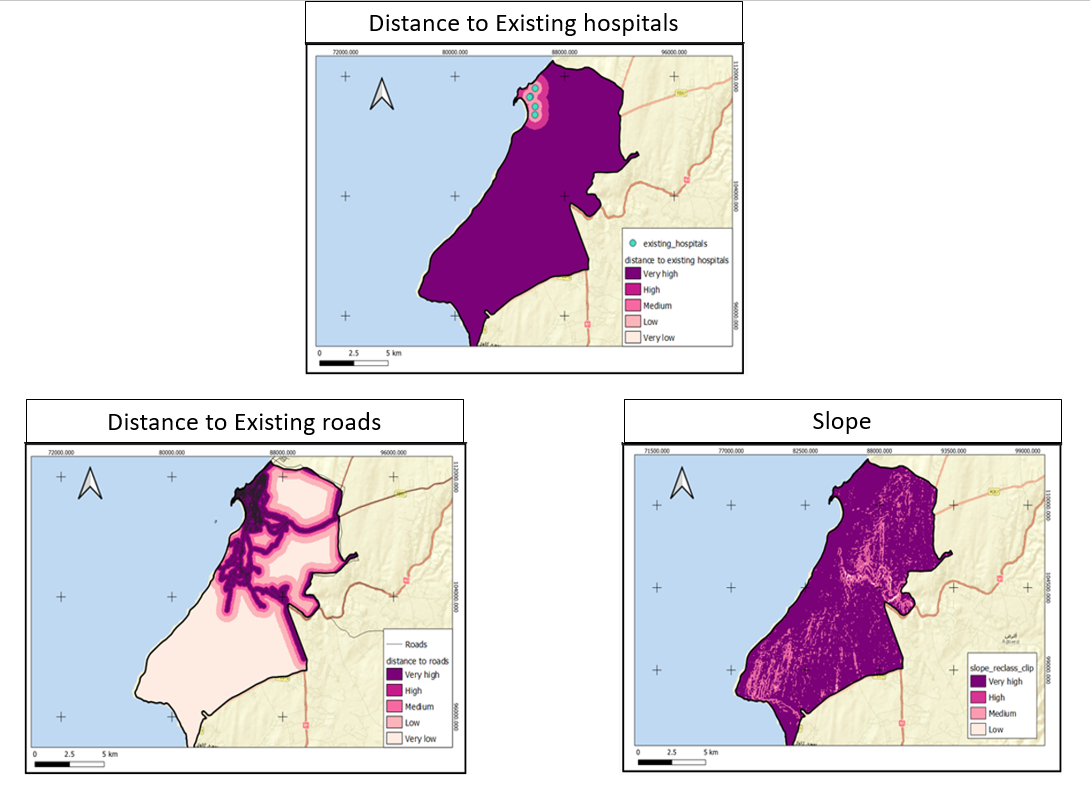 Distance to Existing hospitals
72000.000 80000.000 88000.000 96000.000
112000.000
104000.000
96000.000
existing_hospitals
distance to existing hospitals
Very high
High
Medium
Low
Very low
0 2.5 5 km
Distance to Existing roads
72000.000 80000.000 88000.000 96000.000
112000.000
104000.000
96000.000
Roads
distance to roads
Very high
High
Medium
Low
Very low
0 2.5 5 km
Slope
71500.000 77000.000 82500.000 88000.000 93500.000 99000.000
110000.000
104500.000
99000.000
slope_reclass_clip
Very high
High
Medium
Low
0 2.5 5 km